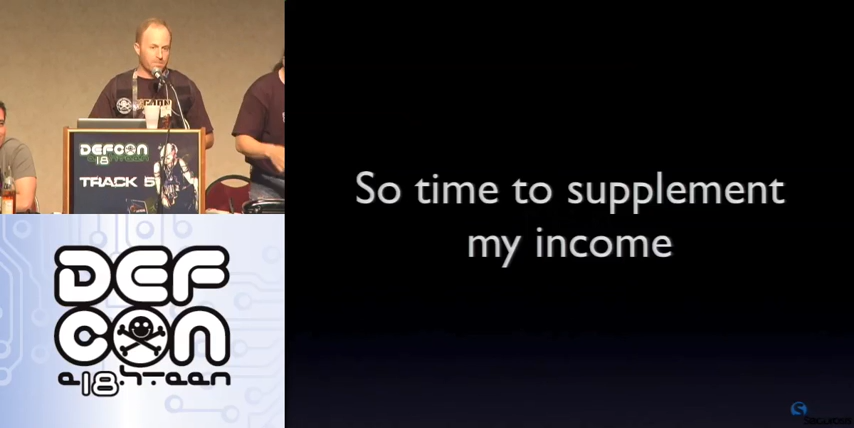 DEFCON
18
TRACK 5
DEF
CON
e18hteen
So time to supplement
my income